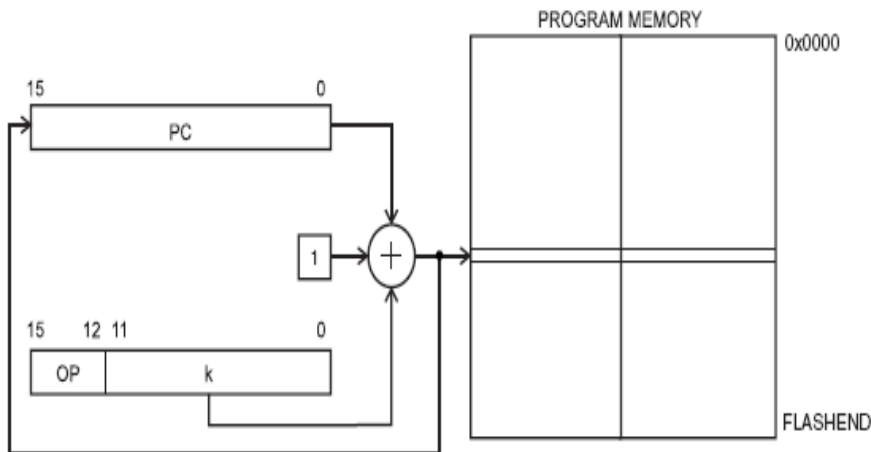 PROGRAM MEMORY
0x0000
15 0
PC
1
15 12 11 0
OP k
FLASHEND